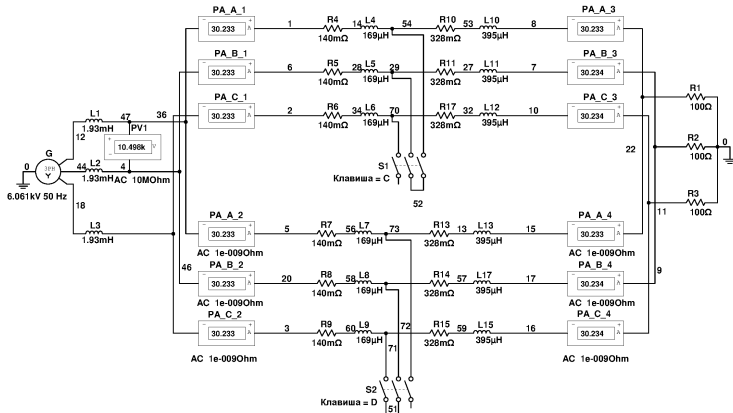 PA_A_1
30.233 A
1
R4
140mΩ
14
L4
169µH
54
R10
328mΩ
53
L10
395µH
8
PA_A_3
30.233 A
PA_B_1
30.233 A
6
R5
140mΩ
28
L5
169µH
29
R11
328mΩ
27
L11
395µH
7
PA_B_3
30.234 A
PA_C_1
30.233 A
2
R6
140mΩ
34
L6
169µH
70
R17
328mΩ
32
L12
395µH
10
PA_C_3
30.234 A
L1
1.93mH
47
36
PV1
10.498k V
AC 10MOhm
12
G
0
ЭРВ
Y
6.061kV 50 Hz
44
L2
1.93mH
4
18
L3
1.93mH
46
S1
Клавиша = C
52
R1
100Ω
R2
100Ω
0
R3
100Ω
22
11
9
PA_A_2
30.233 A
AC 1e-009Ohm
5
R7
140mΩ
56
L7
169µH
73
R13
328mΩ
13
L13
395µH
15
PA_A_4
30.233 A
AC 1e-009Ohm
PA_B_2
30.233 A
AC 1e-009Ohm
20
R8
140mΩ
58
L8
169µH
R14
328mΩ
57
L17
395µH
17
PA_B_4
30.234 A
AC 1e-009Ohm
PA_C_2
30.233 A
AC 1e-009Ohm
3
R9
140mΩ
60
L9
169µH
72
R15
328mΩ
59
L15
395µH
16
PA_C_4
30.234 A
AC 1e-009Ohm
71
S2
Клавиша = D
51